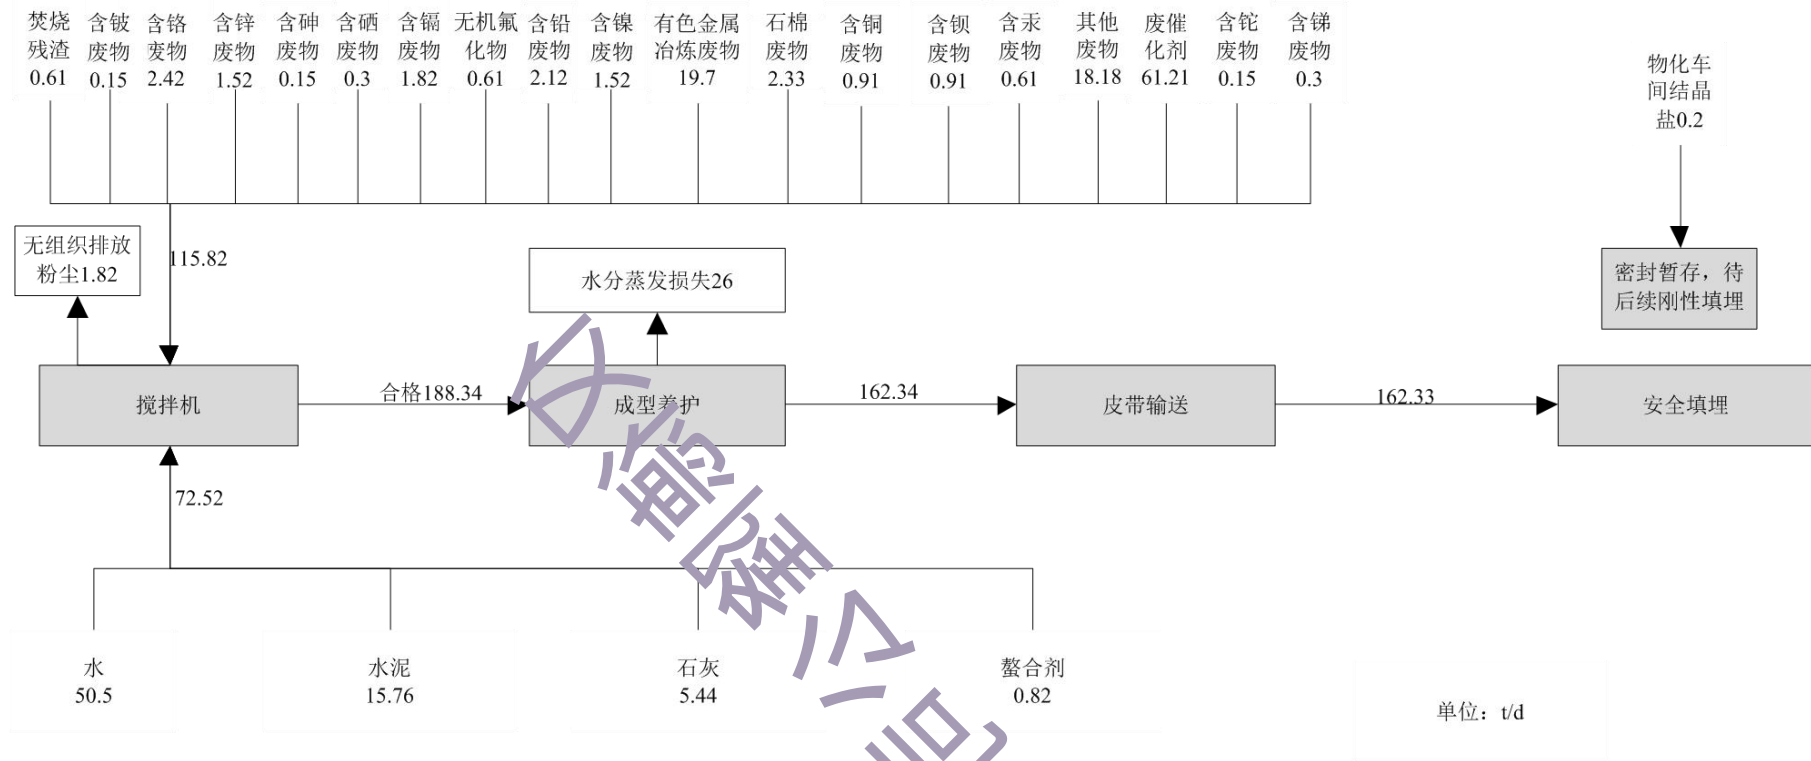 焚烧
残渣
0.61
含铍
废物
0.15
含铬
废物
2.42
含锌
废物
1.52
含砷
废物
0.15
含硒
废物
0.3
含镉
废物
1.82
无机氟
化物
0.61
含铅
废物
2.12
含镍
废物
1.52
有色金属
冶炼废物
19.7
石棉
废物
2.33
含铜
废物
0.91
含钡
废物
0.91
含汞
废物
0.61
其他
废物
18.18
废催
化剂
61.21
含铊
废物
0.15
含锑
废物
0.3
物化车
间结晶
盐0.2
无组织排放
粉尘1.82
115.82
水分蒸发损失26
密封暂存，待
后续刚性填埋
搅拌机
合格188.34
成型养护
162.34
皮带输送
162.33
安全填埋
72.52
水
50.5
水泥
15.76
石灰
5.44
螯合剂
0.82
单位：t/d
公司